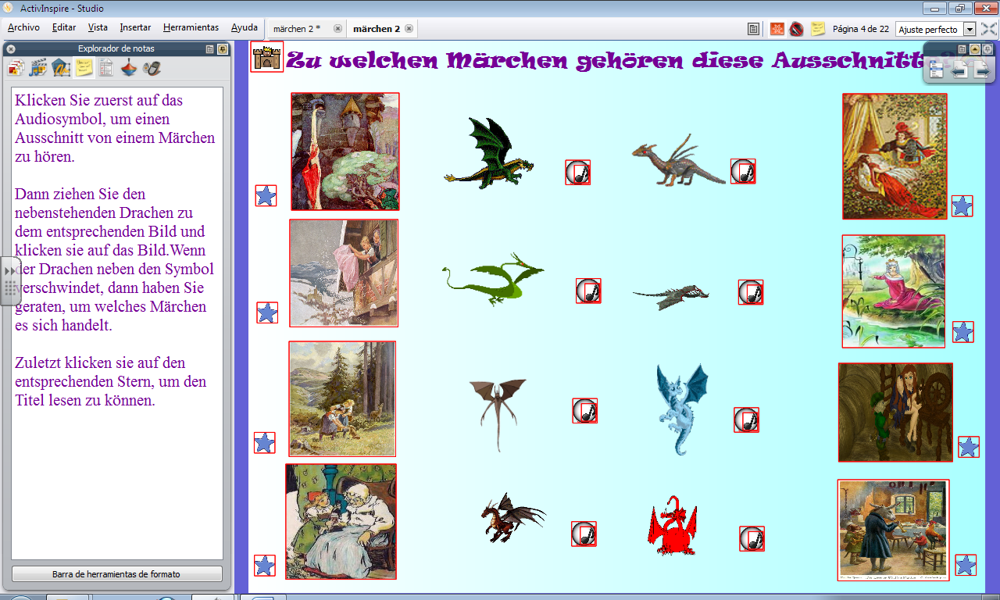 ActivInspire - Studio
Archivo Editar Vista Insertar Herramientas Ayuda
märchen 2 * märchen 2
Página 4 de 22 Ajuste perfecto
Explorador de notas
Klicken Sie zuerst auf das
Audiosymbol, um einen
Ausschnitt von einem Märchen
zu hören.
Dann ziehen Sie den
nebenstehenden Drachen zu
dem entsprechenden Bild und
klicken sie auf das Bild.Wenn
der Drachen neben den Symbol
verschwindet, dann haben Sie
geraten, um welches Märchen
es sich handelt.
Zuletzt klicken sie auf den
entsprechenden Stern, um den
Titel lesen zu können.
Barra de herramientas de formato
Zu welchen Märchen gehören diese Ausschnitte?